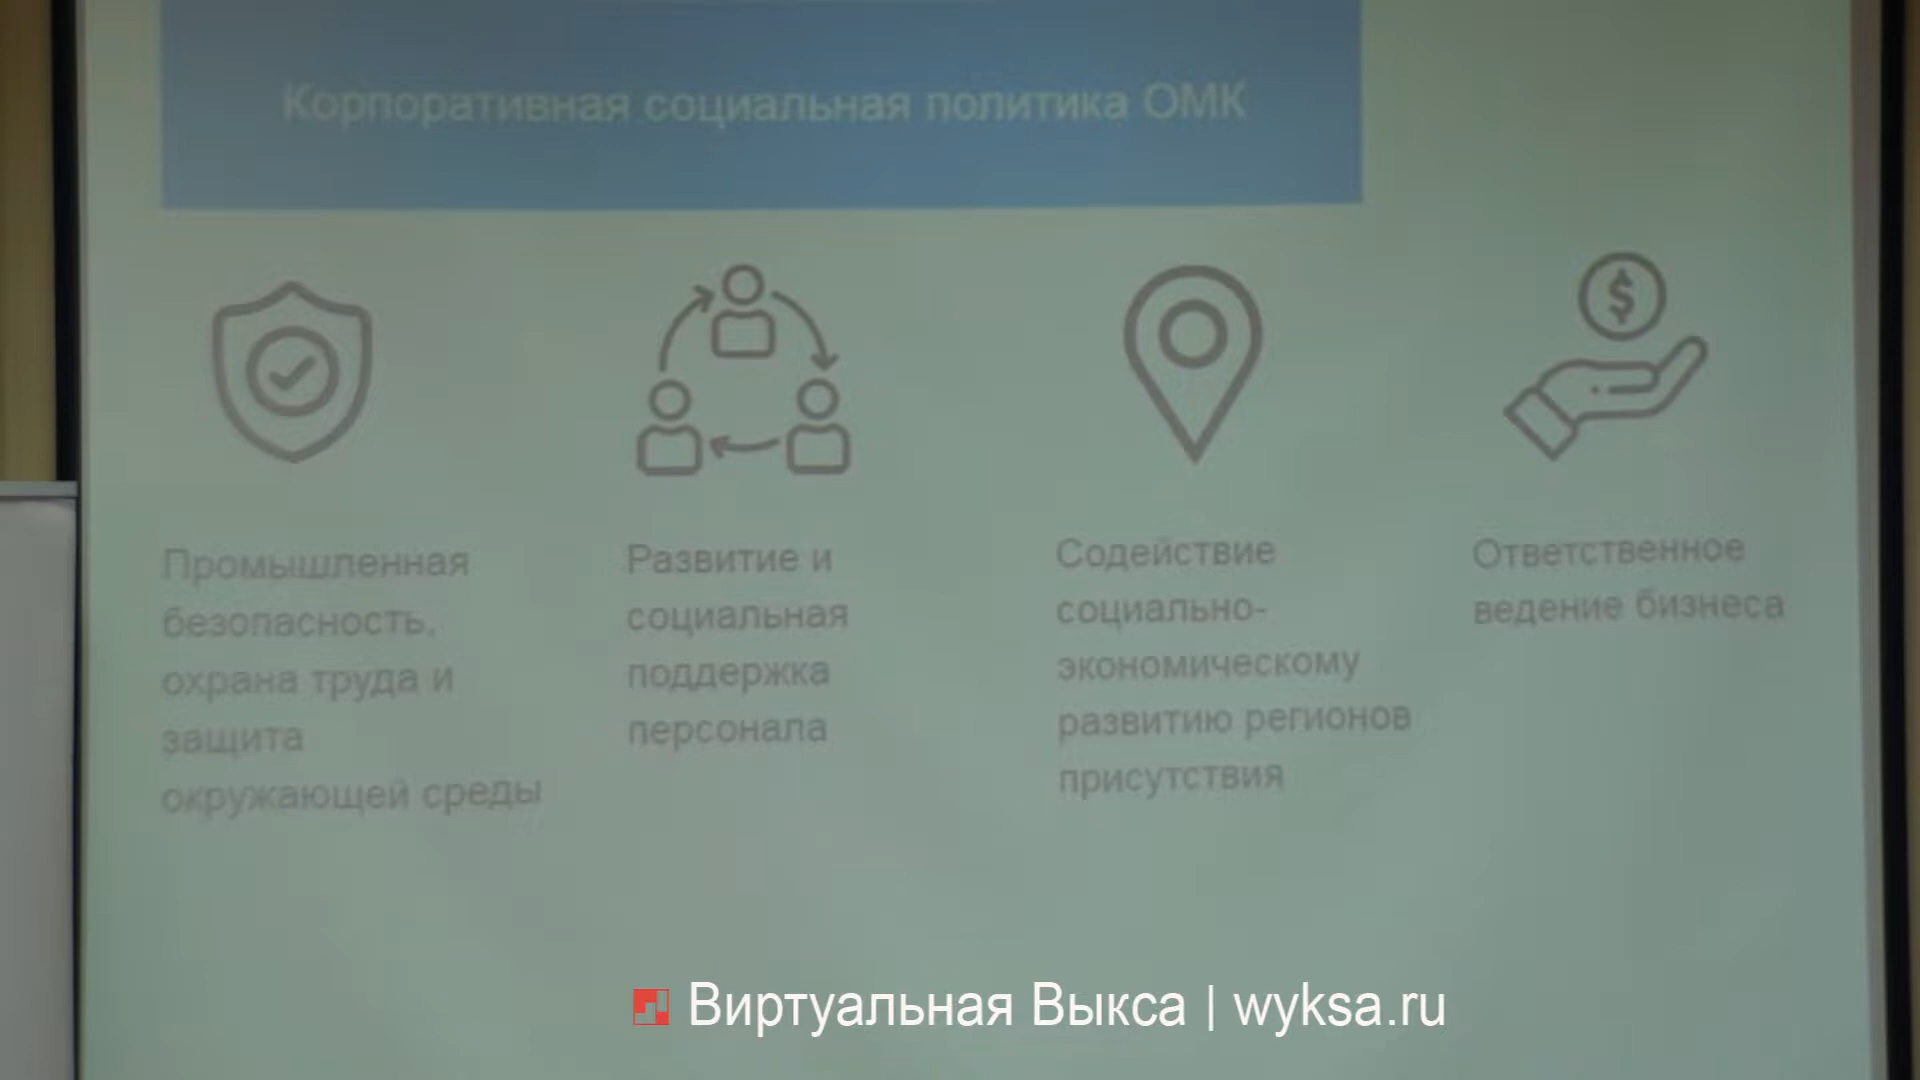 Корпоративная социальная политика ОМК
Промышленная
безопасность,
охрана труда и
защита
окружающей среды
Развитие и
социальная
поддержка
персонала
Содействие
социально-
экономическому
развитию регионов
присутствия
Ответственное
ведение бизнеса
Виртуальная Выкса | wyksa.ru